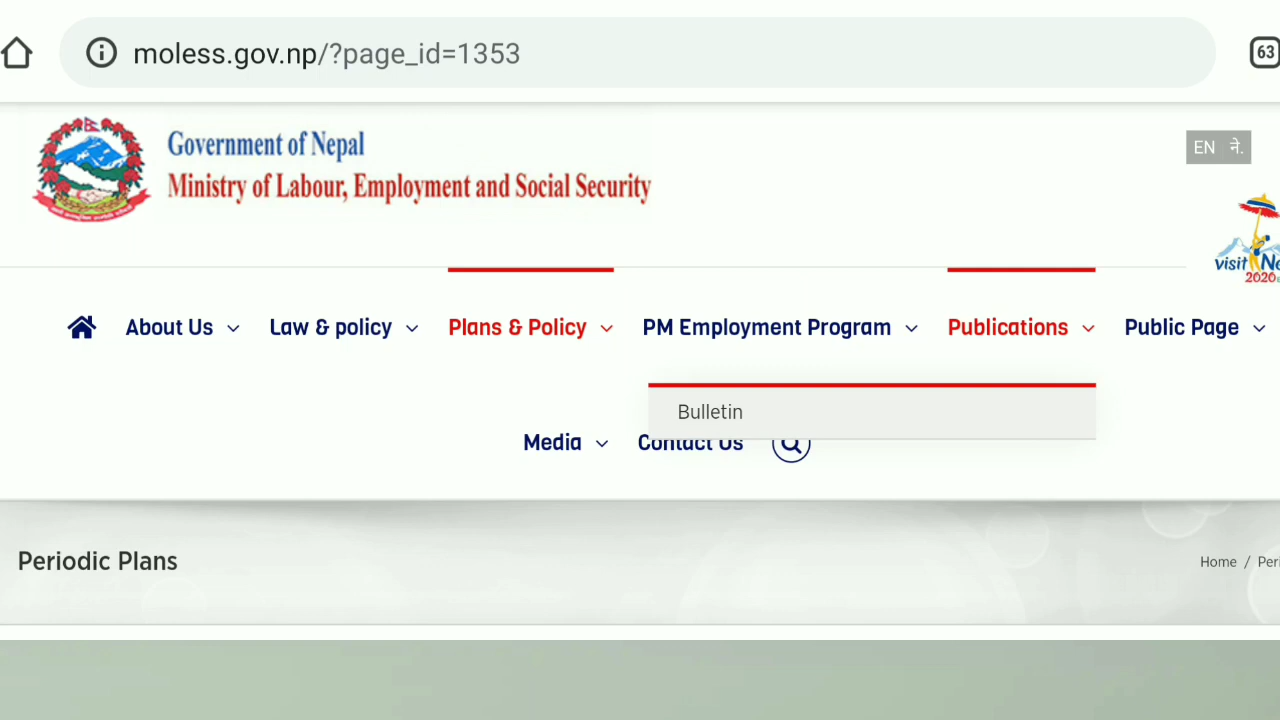 moless.gov.np/?page_id=1353
63
Government of Nepal
Ministry of Labour, Employment and Social Security
EN ने.
visit Ne
2020
About Us Law & policy Plans & Policy PM Employment Program Publications Public Page
Bulletin
Media Contact Us
Periodic Plans
Home / Peri